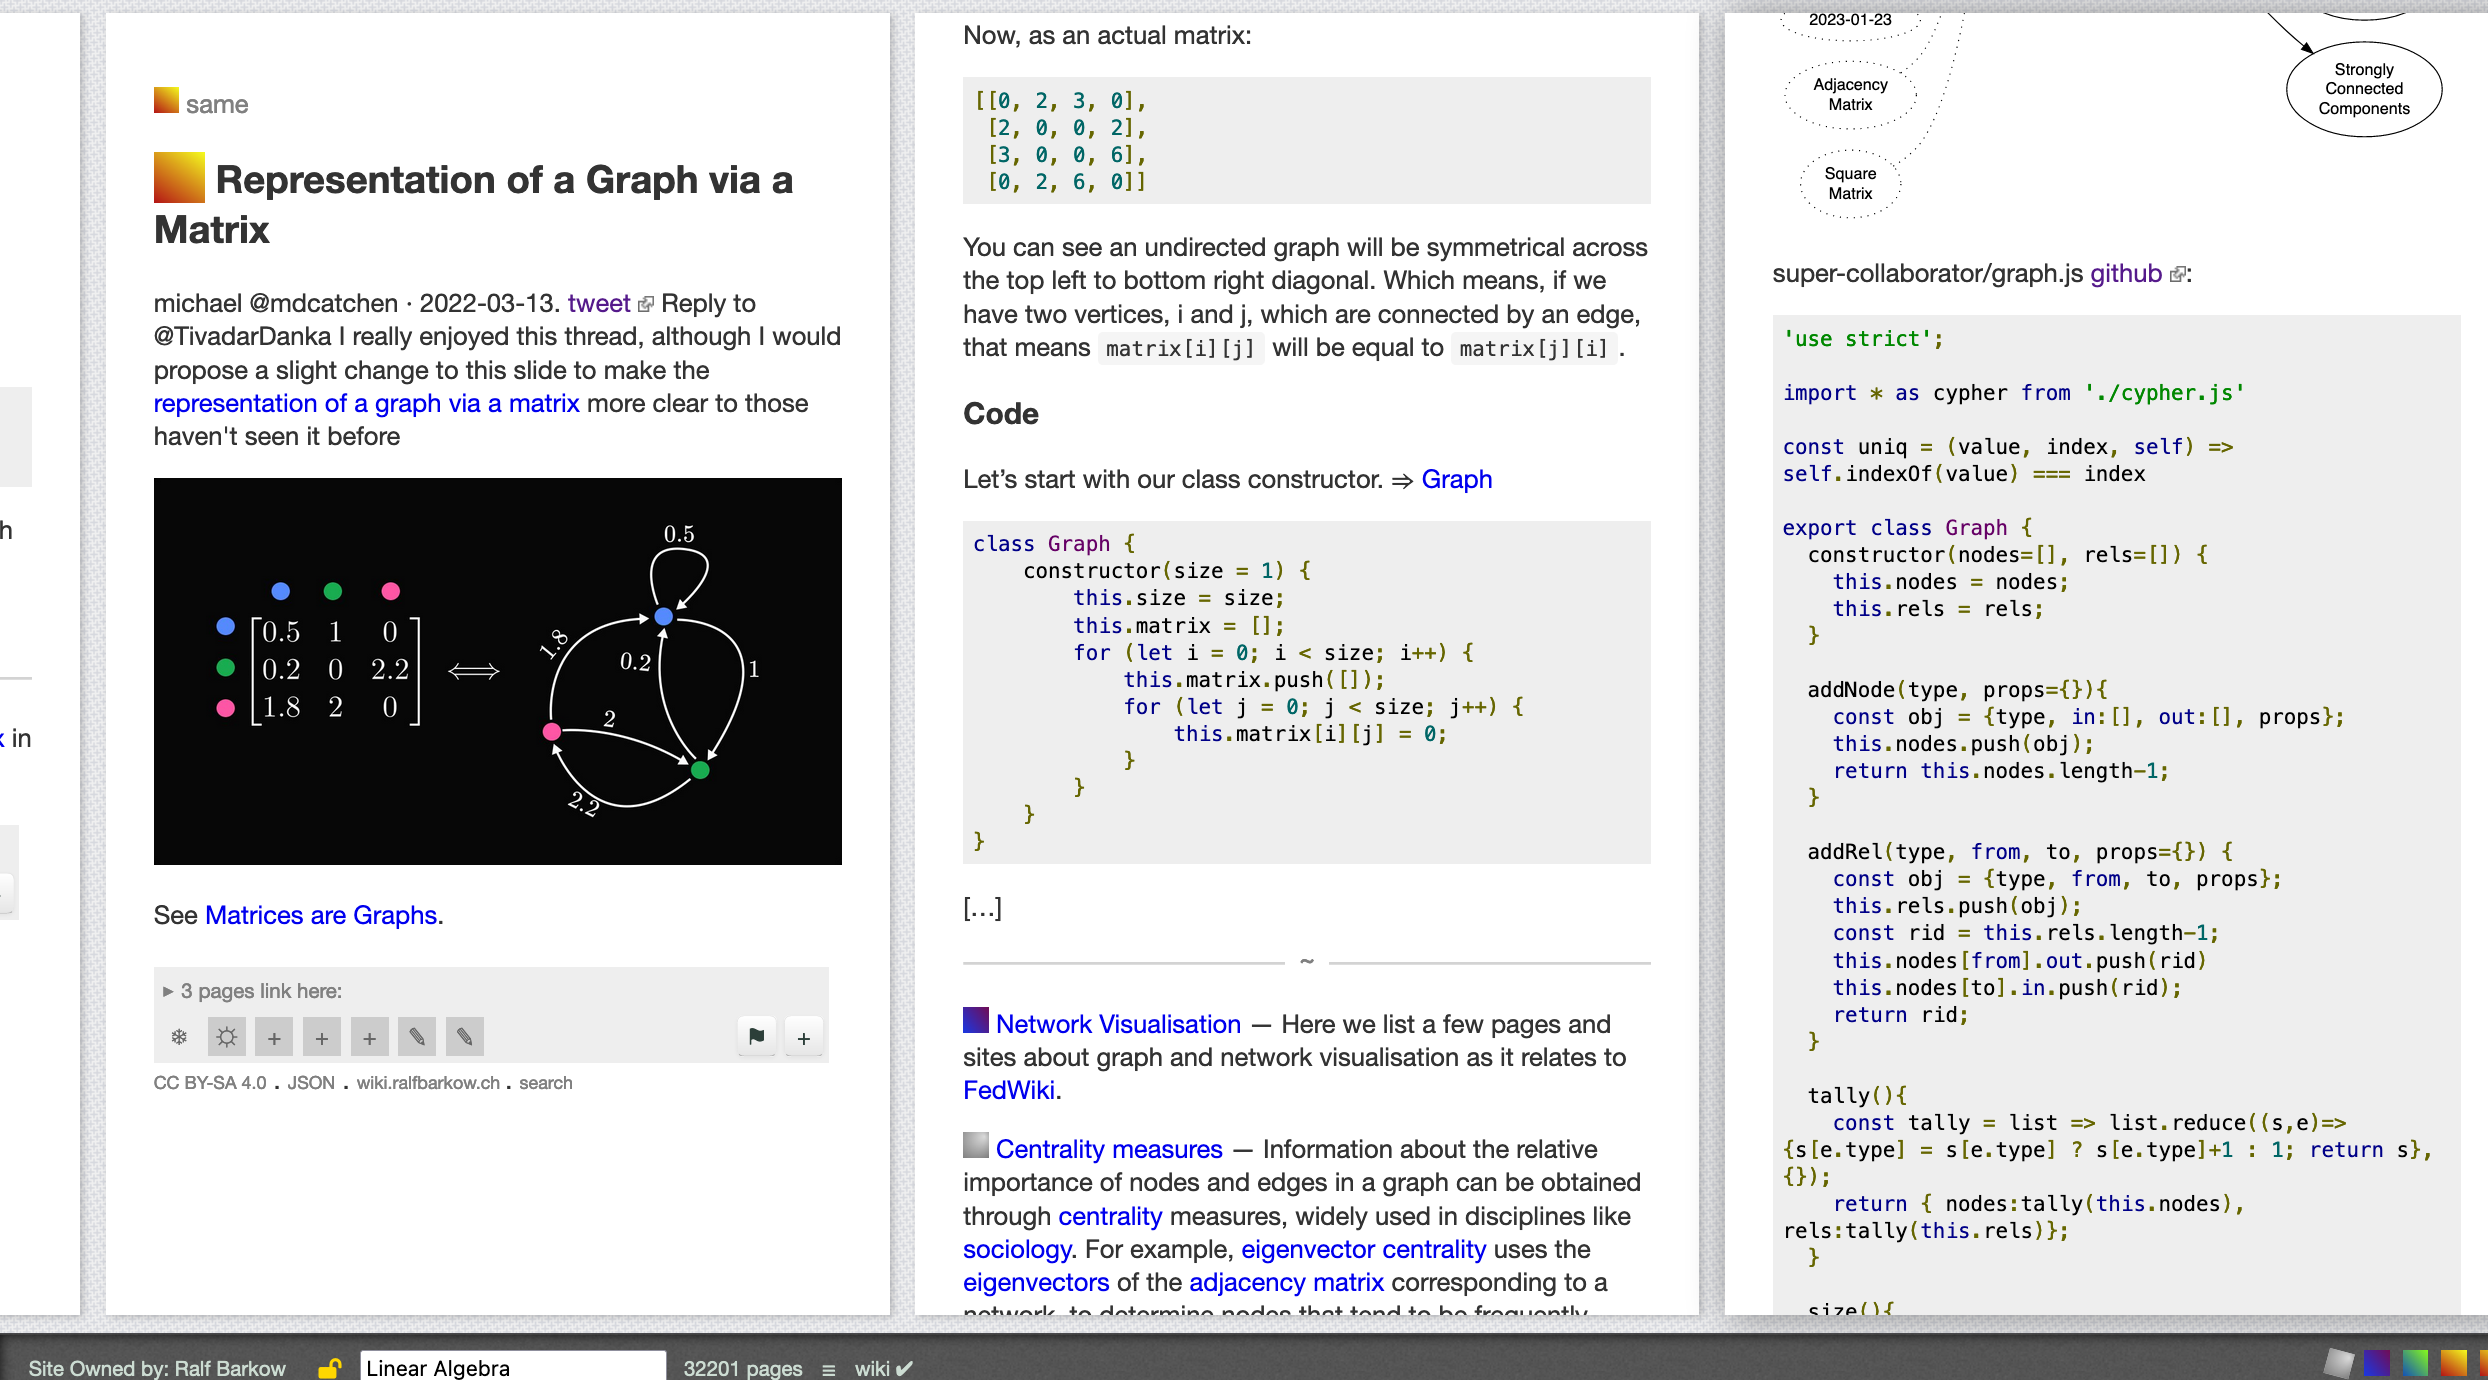 h
in
same
Representation of a Graph via a
Matrix
michael @mdcatchen · 2022-03-13. tweet Reply to
@TivadarDanka I really enjoyed this thread, although I would
propose a slight change to this slide to make the
representation of a graph via a matrix more clear to those
haven't seen it before
0.5 1 0
0.2 0 2.2
1.8 2 0
⟺
0.5
1.8
0.2
1
2
2.2
See Matrices are Graphs.
▸ 3 pages link here:
❄ ☼ + + + ✎ ✎ ⚑ +
CC BY-SA 4.0 . JSON . wiki.ralfbarkow.ch . search
Now, as an actual matrix:
[[0, 2, 3, 0],
 [2, 0, 0, 2],
 [3, 0, 0, 6],
 [0, 2, 6, 0]]
You can see an undirected graph will be symmetrical across
the top left to bottom right diagonal. Which means, if we
have two vertices, i and j, which are connected by an edge,
that means matrix[i][j] will be equal to matrix[j][i] .
Code
Let’s start with our class constructor. ⇒ Graph
class Graph {
    constructor(size = 1) {
        this.size = size;
        this.matrix = [];
        for (let i = 0; i < size; i++) {
            this.matrix.push([]);
            for (let j = 0; j < size; j++) {
                this.matrix[i][j] = 0;
            }
        }
    }
}
[…]
~
Network Visualisation — Here we list a few pages and
sites about graph and network visualisation as it relates to
FedWiki.
Centrality measures — Information about the relative
importance of nodes and edges in a graph can be obtained
through centrality measures, widely used in disciplines like
sociology. For example, eigenvector centrality uses the
eigenvectors of the adjacency matrix corresponding to a
network, to determine nodes that tend to be frequently
2023-01-23
Adjacency
Matrix
Square
Matrix
Strongly
Connected
Components
super-collaborator/graph.js github :
'use strict';
import * as cypher from './cypher.js'
const uniq = (value, index, self) =>
self.indexOf(value) === index
export class Graph {
  constructor(nodes=[], rels=[]) {
    this.nodes = nodes;
    this.rels = rels;
  }
  addNode(type, props={}){
    const obj = {type, in:[], out:[], props};
    this.nodes.push(obj);
    return this.nodes.length-1;
  }
  addRel(type, from, to, props={}) {
    const obj = {type, from, to, props};
    this.rels.push(obj);
    const rid = this.rels.length-1;
    this.nodes[from].out.push(rid)
    this.nodes[to].in.push(rid);
    return rid;
  }
  tally(){
    const tally = list => list.reduce((s,e)=>
{s[e.type] = s[e.type] ? s[e.type]+1 : 1; return s},
{});
    return { nodes:tally(this.nodes),
rels:tally(this.rels)};
  }
  size(){
Site Owned by: Ralf Barkow
Linear Algebra
32201 pages ≡ wiki ✔